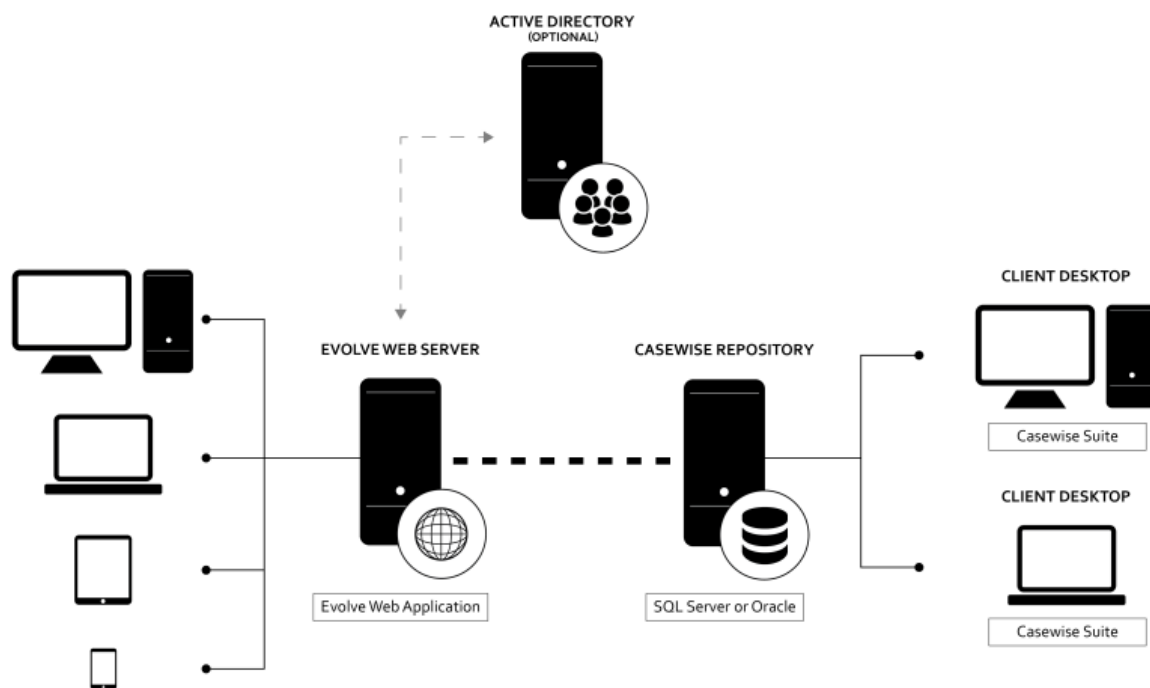 ACTIVE DIRECTORY
(OPTIONAL)
CLIENT DESKTOP
EVOLVE WEB SERVER
CASEWISE REPOSITORY
Casewise Suite
CLIENT DESKTOP
Evolve Web Application
SQL Server or Oracle
Casewise Suite